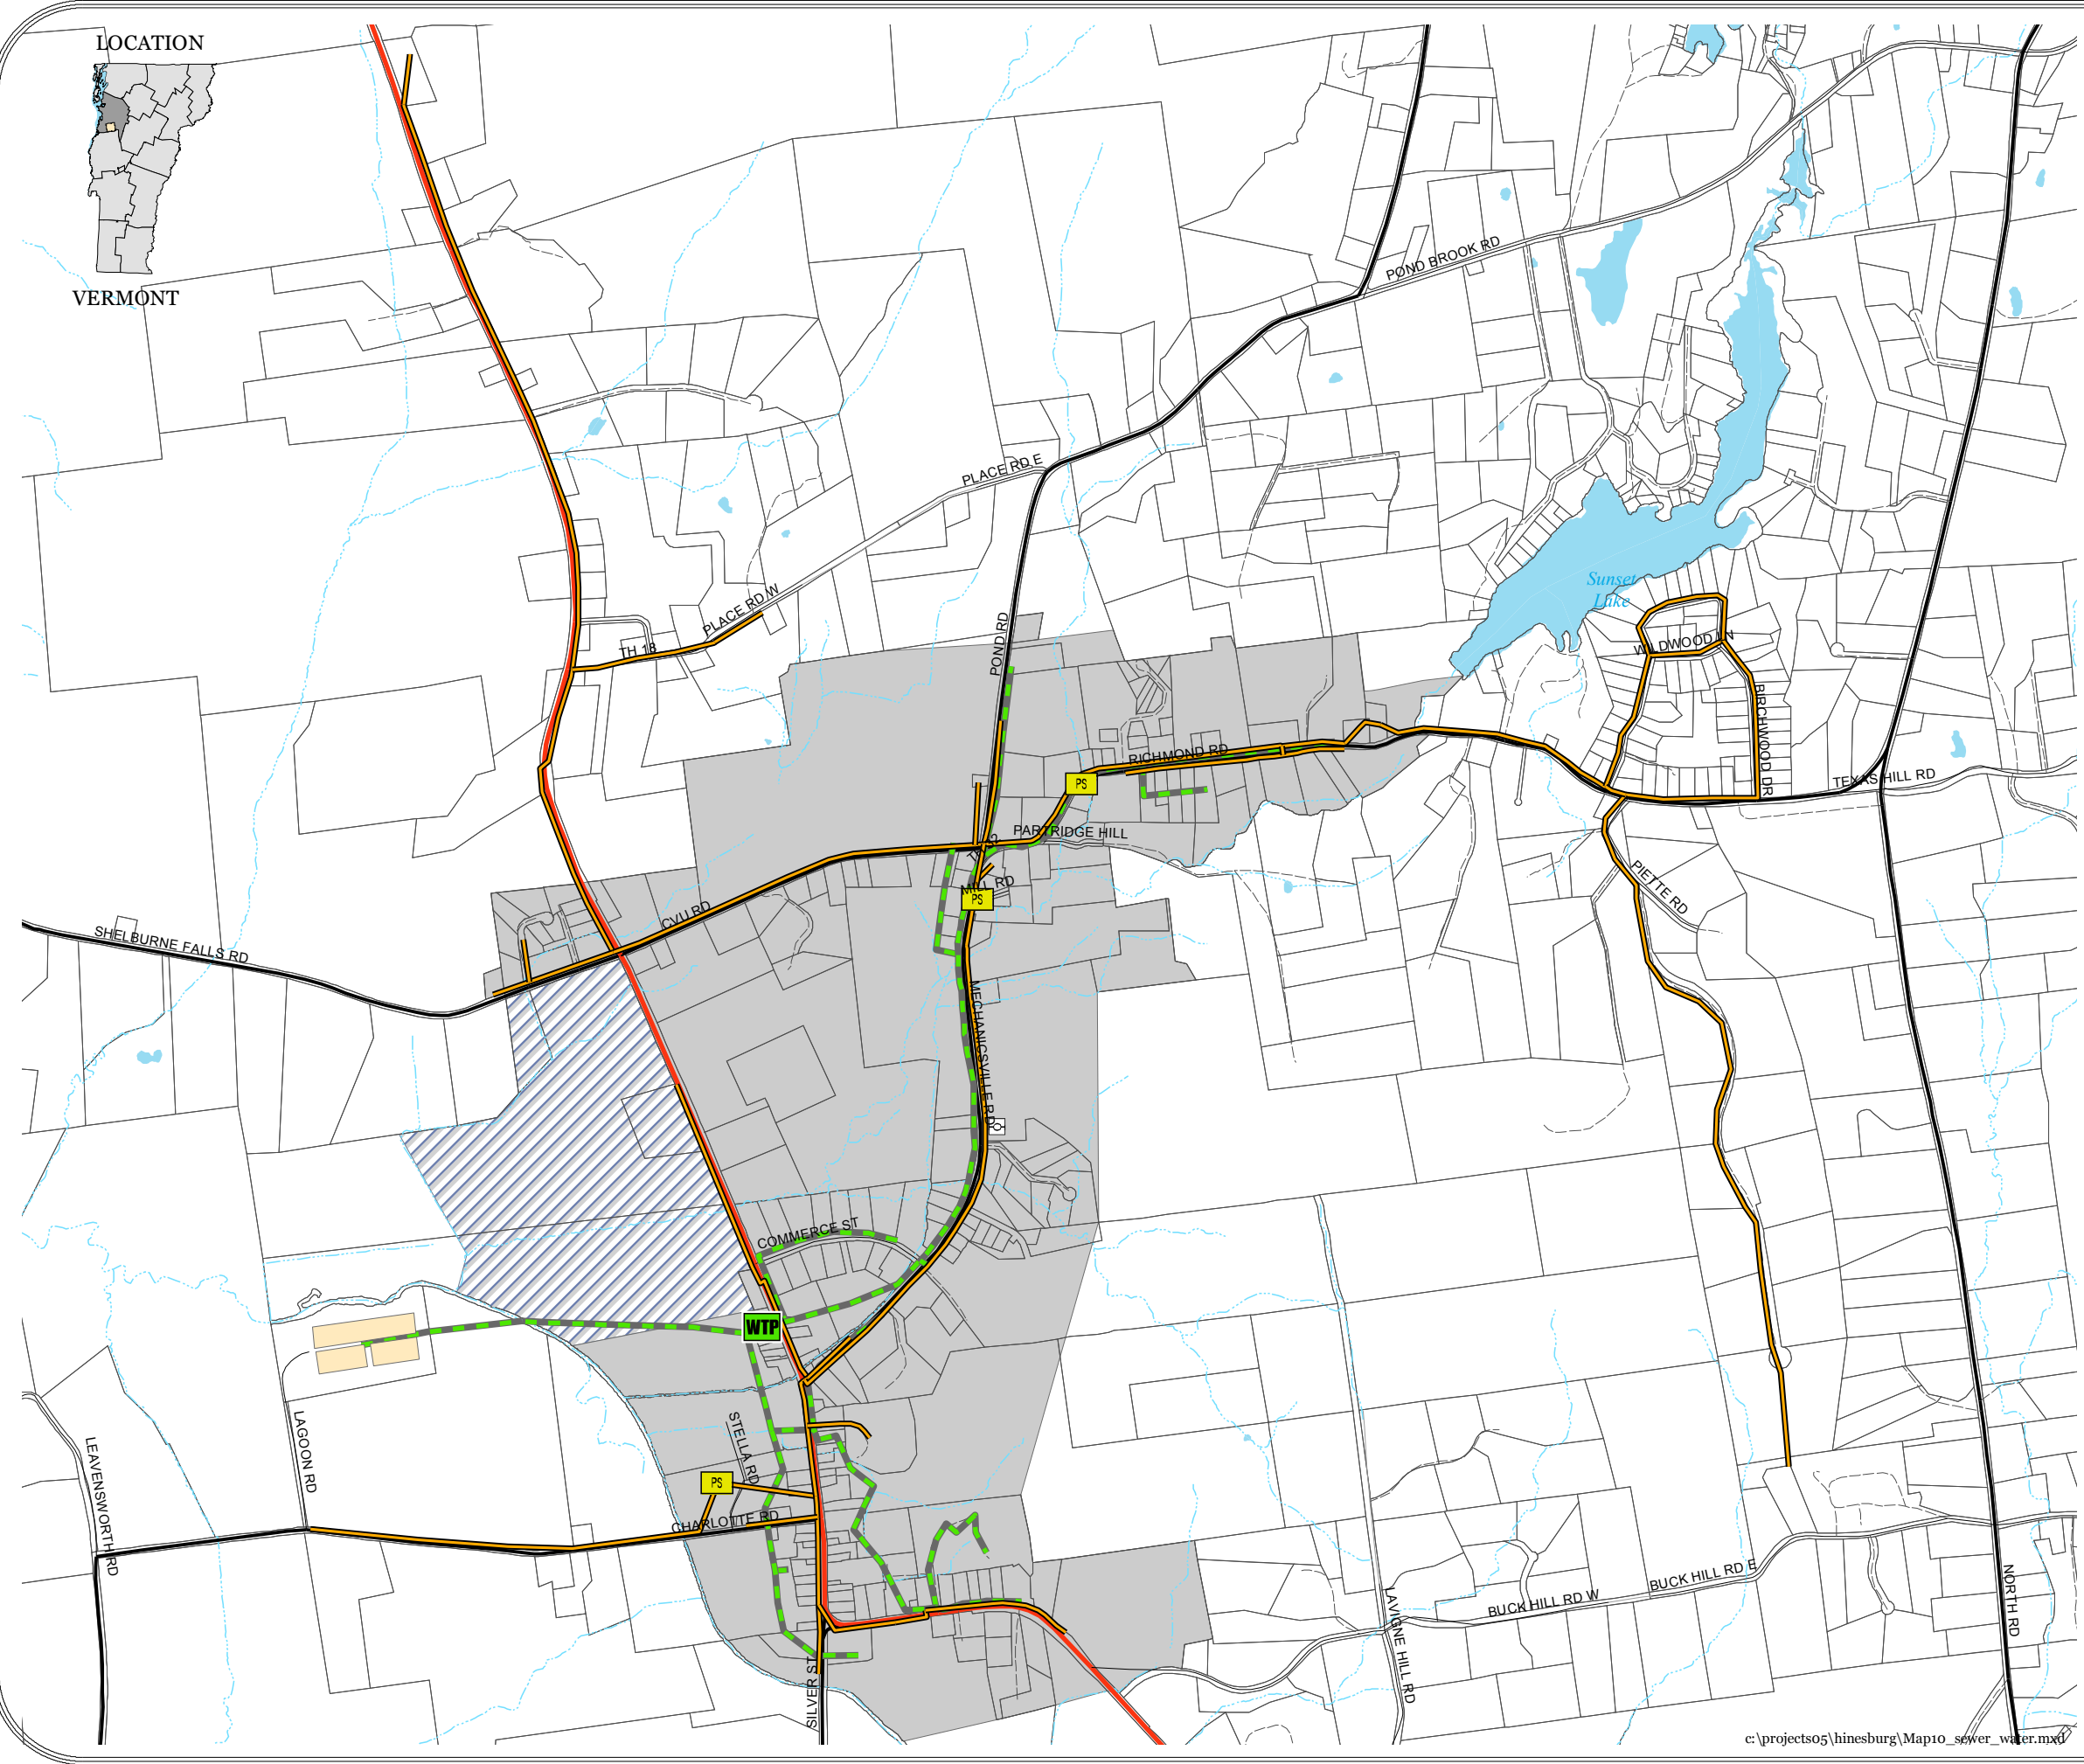 LOCATION
VERMONT
POND BROOK RD
PLACE RD E
PLACE RD W
TH 18
POND RD
Sunset
Lake
WILDWOOD LN
BIRCHWOOD DR
RICHMOND RD
TEXAS HILL RD
PS
PARTRIDGE HILL
MILL RD
PS
PIETTE RD
CVU RD
SHELBURNE FALLS RD
MECHANICSVILLE RD
COMMERCE ST
WTP
STELLA RD
LAGOON RD
LEAVENSWORTH RD
PS
CHARLOTTE RD
BUCK HILL RD E
BUCK HILL RD W
LAVIGNE HILL RD
NORTH RD
SILVER ST
c:\projects05\hinesburg\Map10_sewer_water.mxd